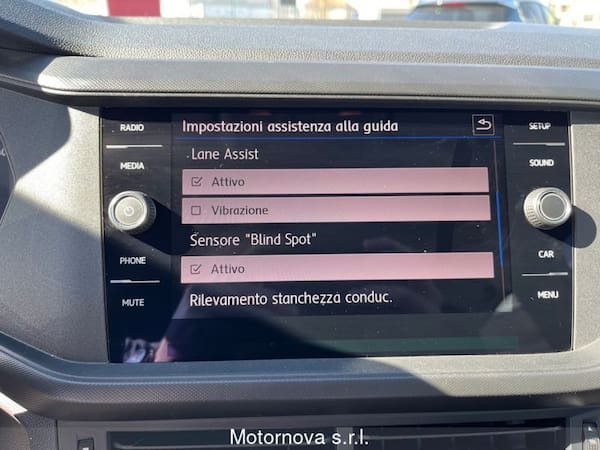 RADIO
MEDIA
PHONE
MUTE
Impostazioni assistenza alla guida
Lane Assist
Attivo
Vibrazione
Sensore "Blind Spot"
Attivo
Rilevamento stanchezza conduc.
SETUP
SOUND
CAR
MENU
Motornova s.r.l.